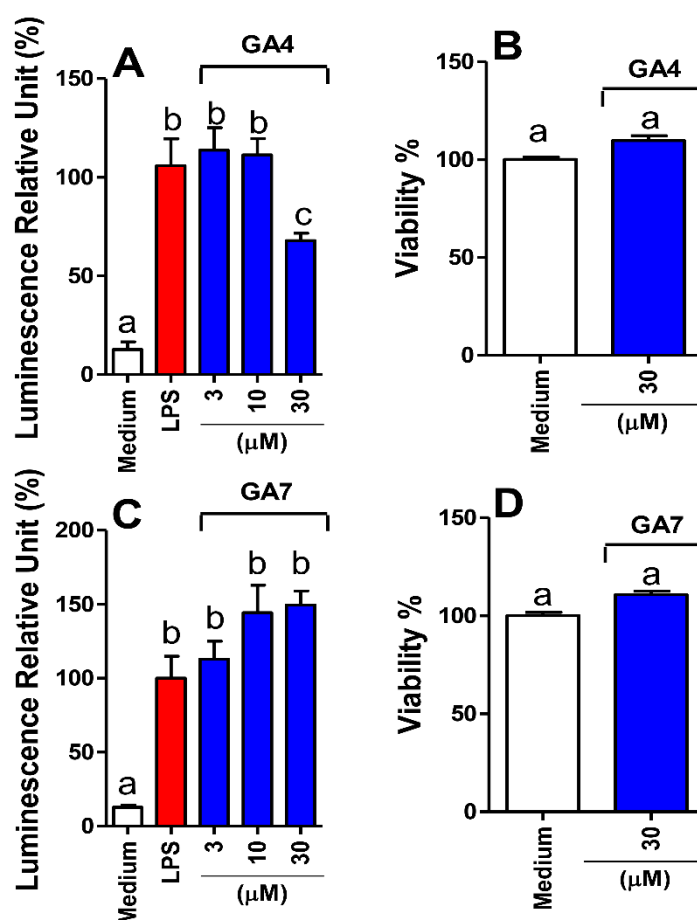 A
GA4
Luminescence Relative Unit (%)
150
100
50
0
a
b
b
b
c
Medium
LPS
3
10
30
(μM)
B
GA4
Viability %
150
100
50
0
a
a
Medium
30
(μM)
C
GA7
Luminescence Relative Unit (%)
200
150
100
50
0
a
b
b
b
b
Medium
LPS
3
10
30
(μM)
D
GA7
Viability %
150
100
50
0
a
a
Medium
30
(μM)